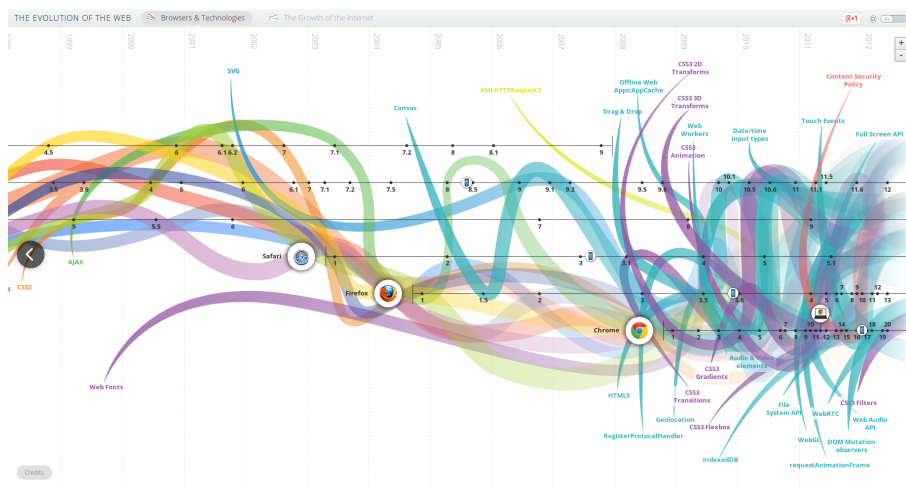 THE EVOLUTION OF THE WEB Browsers & Technologies The Growth of the Internet
g+1
1999 2000 2001 2002 2003 2004 2005 2006 2007 2008 2009 2010 2011 2012
+
-
SVG
Canvas
XMLHTTPRequest2
Offline Web
Apps:AppCache
CSS3 2D
Transforms
CSS3 3D
Transforms
Drag & Drop
Web
Workers
CSS3
Animation
Date/time
input types
Content Security
Policy
Touch Events
Full Screen API
4.5 6 6.1 6.2 7 7.1 7.2 8 8.1 9
3.5 3.6 4 5 6 6.1 7 7.1 7.2 7.5 8 8.5 9 9.1 9.2 9.5 9.6 10 10.1 10.5 10.6 11 11.1 11.5 11.6 12
5 5.5 6 7 8 9
Safari 1 2 3 3.1 4 5 5.1
AJAX
CSS2
4
Firefox 1 1.5 2 3 3.5 3.6 4 5 6 7 8 9 10 11 12 13
Chrome 1 2 3 4 5 6 7 8 9 10 11 12 13 14 15 16 17 18 19 20
Web Fonts
Audio & Video
elements
CSS3
Gradients
HTML5
CSS3
Transitions
Geolocation
CSS3 Flexbox
RegisterProtocalHandler
IndexedDB
File
System API
WebRTC
CSS3 Filters
Web Audio
API
WebGL
DOM Mutation
observers
requestAnimationFrame
Credits